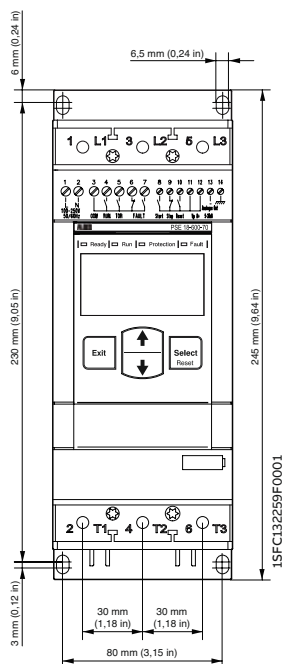 6 mm (0,24 in)
6,5 mm (0,24 in)
1 L1 3 L2 5 L3
1 2 3 4 5 6 7 8 9 10 11 12 13 14
L N
100-250V
50/60Hz
COM RUN TOR FAULT Start Stop Reset
ABB PSE 18-600-70
Ready Run Protection Fault
Exit
Select
Reset
230 mm (9,05 in)
245 mm (9,64 in)
1SFC132259F0001
2 T1 4 T2 6 T3
3 mm (0,12 in)
30 mm
(1,18 in)
30 mm
(1,18 in)
80 mm (3,15 in)